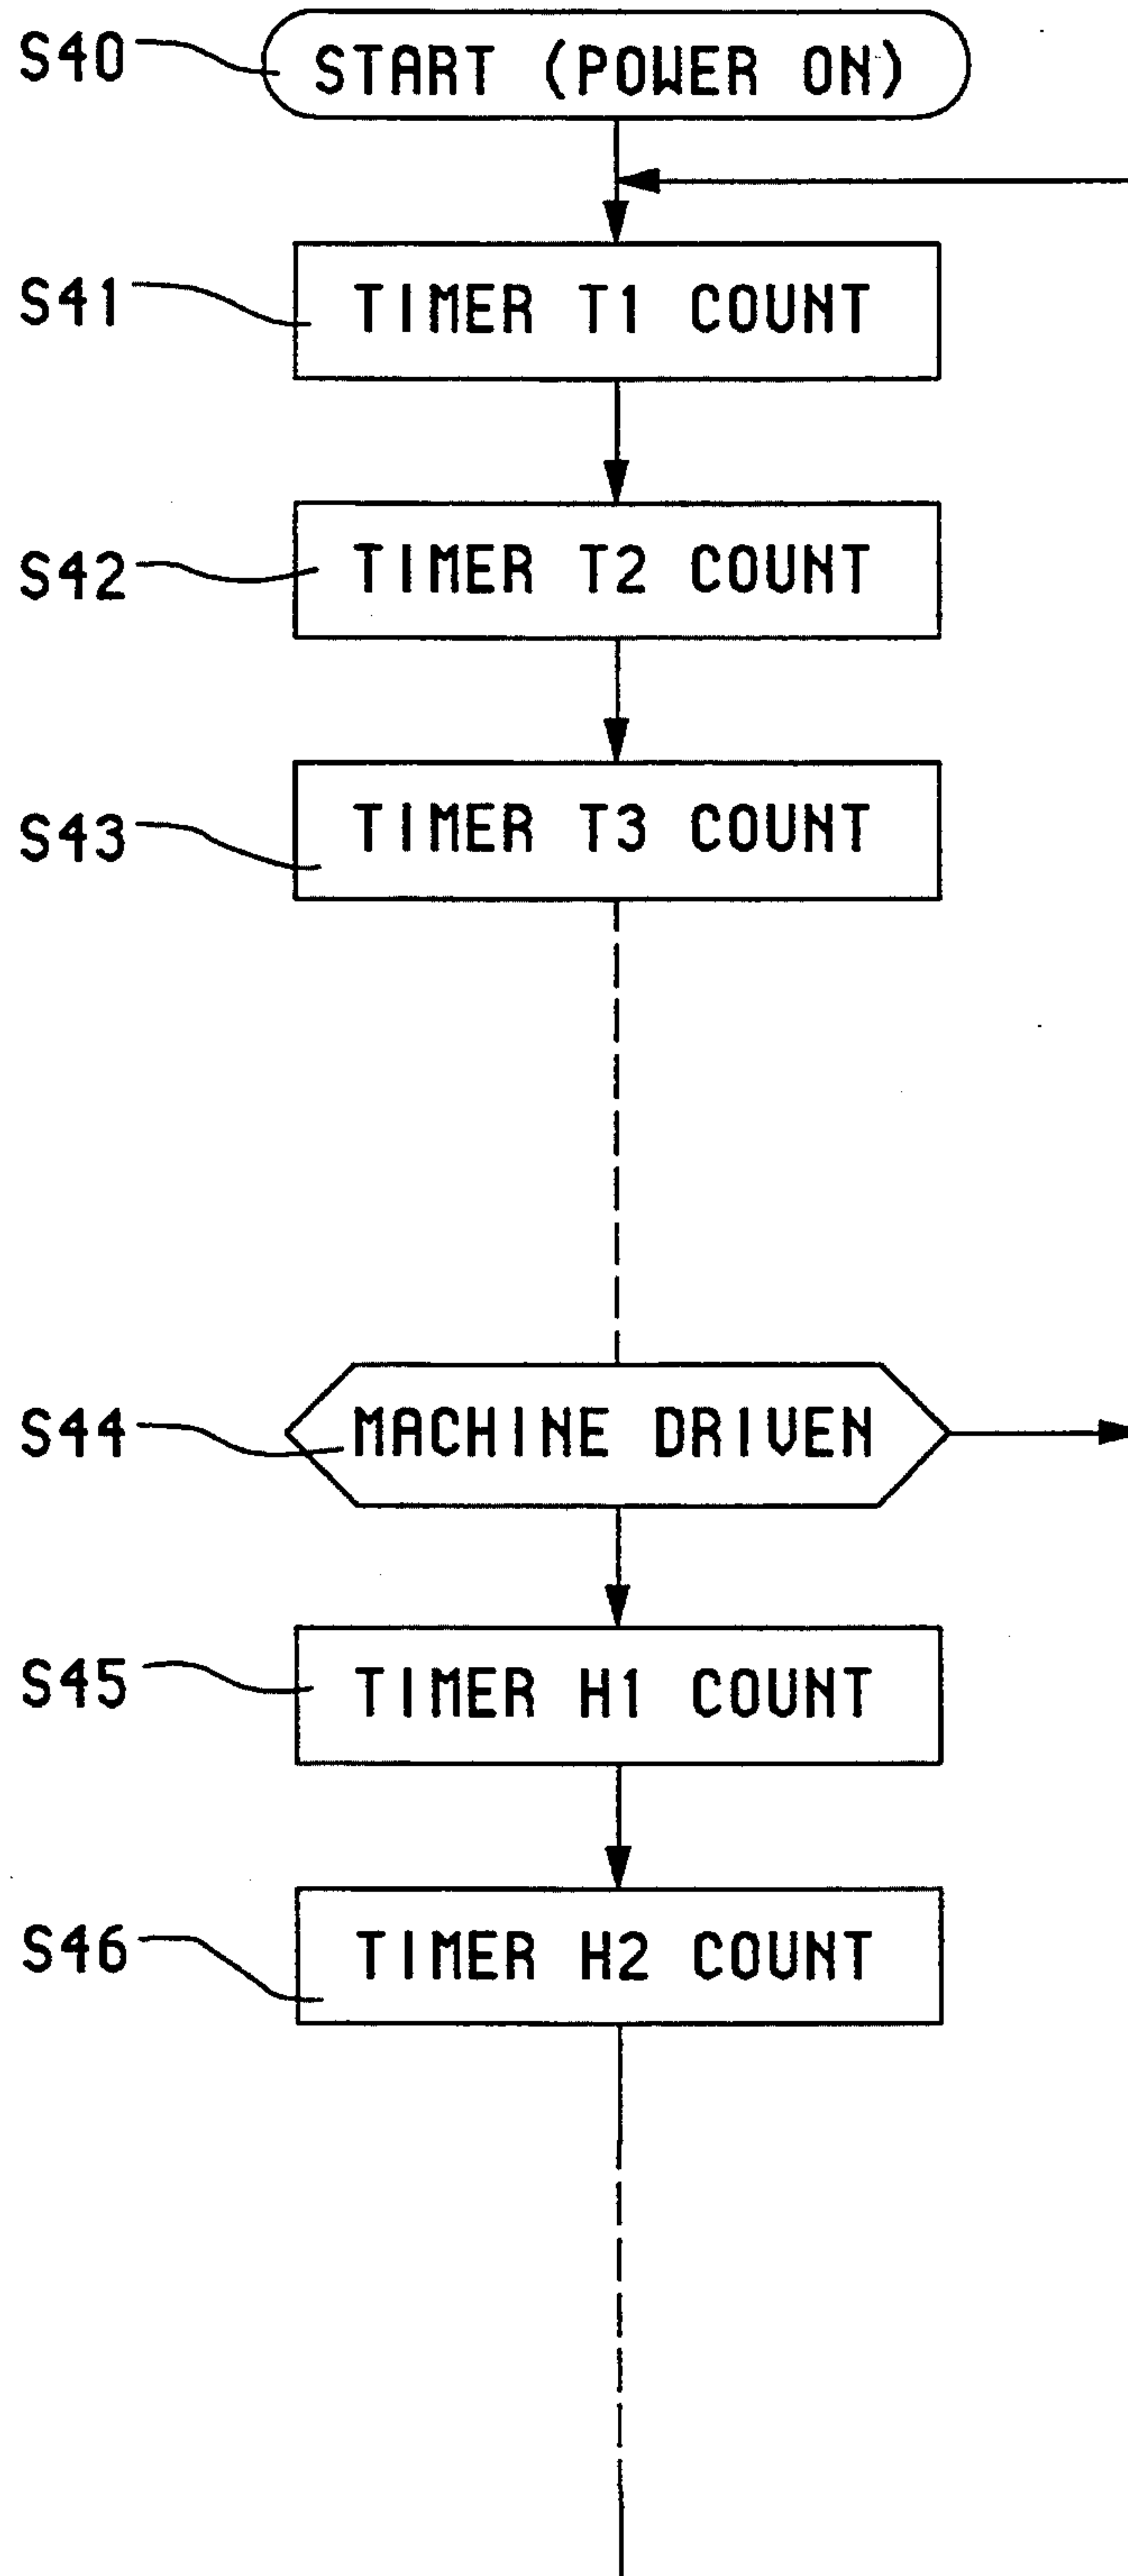 S40 START (POWER ON)
S41 TIMER T1 COUNT
S42 TIMER T2 COUNT
S43 TIMER T3 COUNT
S44 MACHINE DRIVEN
S45 TIMER H1 COUNT
S46 TIMER H2 COUNT